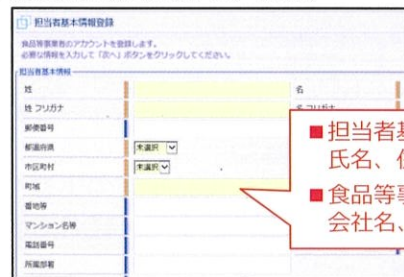 担当者基本情報登録
食品等事業者のアカウントを登録します。
必要な情報を入力して「次へ」ボタンをクリックしてください。
担当者基本情報
姓 名
姓 フリガナ 名 フリガナ
郵便番号
都道府県 未選択
市区町村 未選択
町域
番地等
マンション名等
電話番号
所属部署
■担当者基
氏名、
■食品等事
会社名、